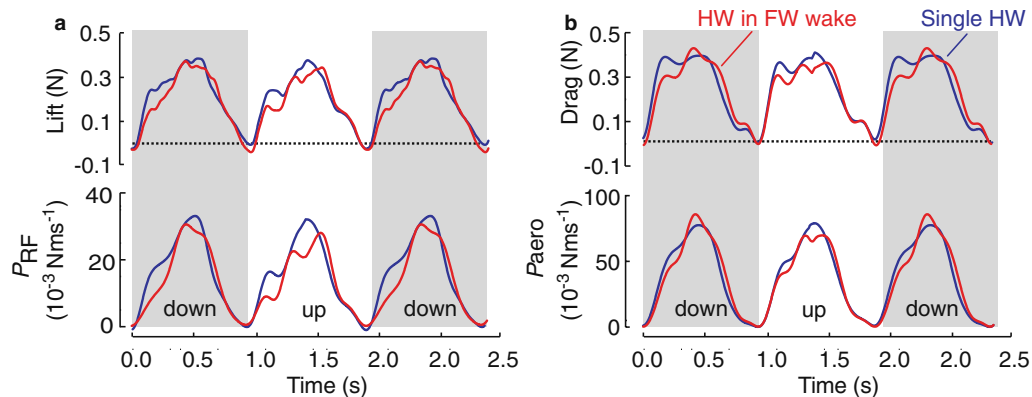 a
b
HW in FW wake
Single HW
0.5
0.3
0.1
-0.1
Lift (N)
0.5
0.3
0.1
-0.1
Drag (N)
40
20
0
P_RF
(10⁻³ Nms⁻¹)
down
up
down
100
50
0
Paero
(10⁻³ Nms⁻¹)
down
up
down
0.0 0.5 1.0 1.5 2.0 2.5
Time (s)
0.0 0.5 1.0 1.5 2.0 2.5
Time (s)